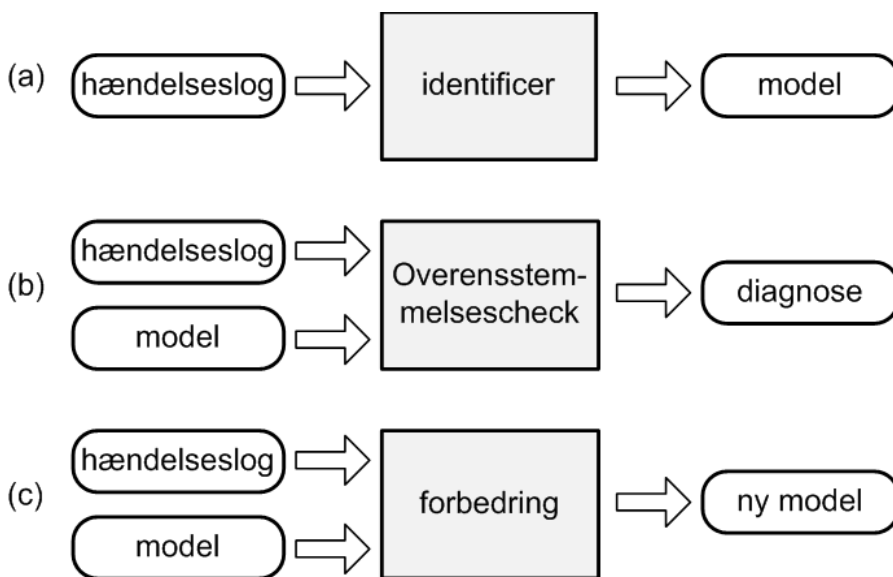 (a) hændelseslog identificer model
(b) hændelseslog Overensstem-
melsescheck diagnose
model
(c) hændelseslog forbedring ny model
model